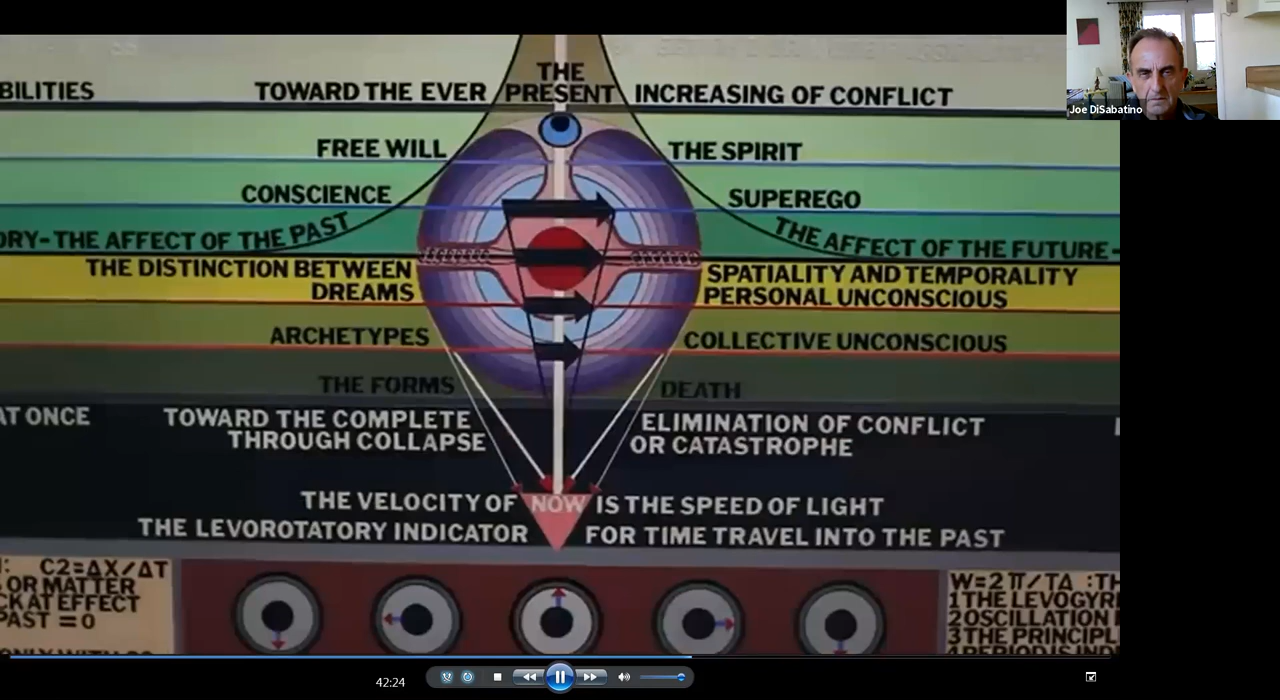 Joe DiSabatino
THE
BILITIES TOWARD THE EVER PRESENT INCREASING OF CONFLICT
FREE WILL THE SPIRIT
CONSCIENCE SUPEREGO
ORY-THE AFFECT OF THE PAST THE AFFECT OF THE FUTURE-
THE DISTINCTION BETWEEN SPATIALITY AND TEMPORALITY
DREAMS PERSONAL UNCONSCIOUS
ARCHETYPES COLLECTIVE UNCONSCIOUS
THE FORMS DEATH
AT ONCE TOWARD THE COMPLETE ELIMINATION OF CONFLICT
THROUGH COLLAPSE OR CATASTROPHE
THE VELOCITY OF NOW IS THE SPEED OF LIGHT
THE LEVOROTATORY INDICATOR FOR TIME TRAVEL INTO THE PAST
: C2=ΔX/ΔT
OR MATTER
CK AT EFFECT
PAST = 0
W=2π/TΔ :TH
1 THE LEVOGYR
2 OSCILLATION
3 THE PRINCIPL
42:24